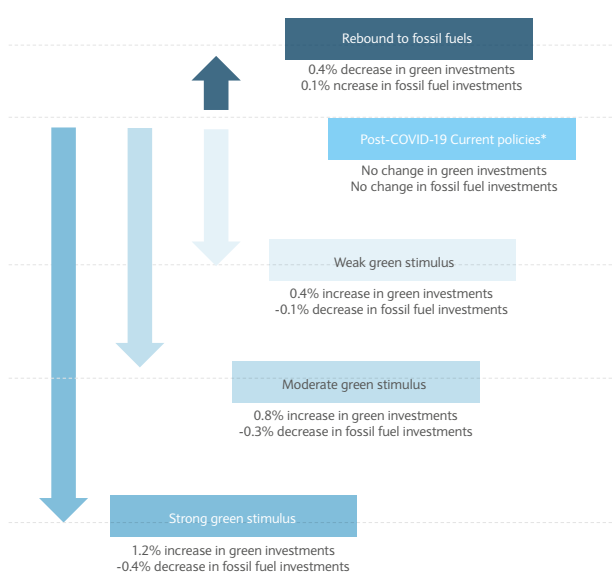 Rebound to fossil fuels
0.4% decrease in green investments
0.1% ncrease in fossil fuel investments
Post-COVID-19 Current policies*
No change in green investments
No change in fossil fuel investments
Weak green stimulus
0.4% increase in green investments
-0.1% decrease in fossil fuel investments
Moderate green stimulus
0.8% increase in green investments
-0.3% decrease in fossil fuel investments
Strong green stimulus
1.2% increase in green investments
-0.4% decrease in fossil fuel investments